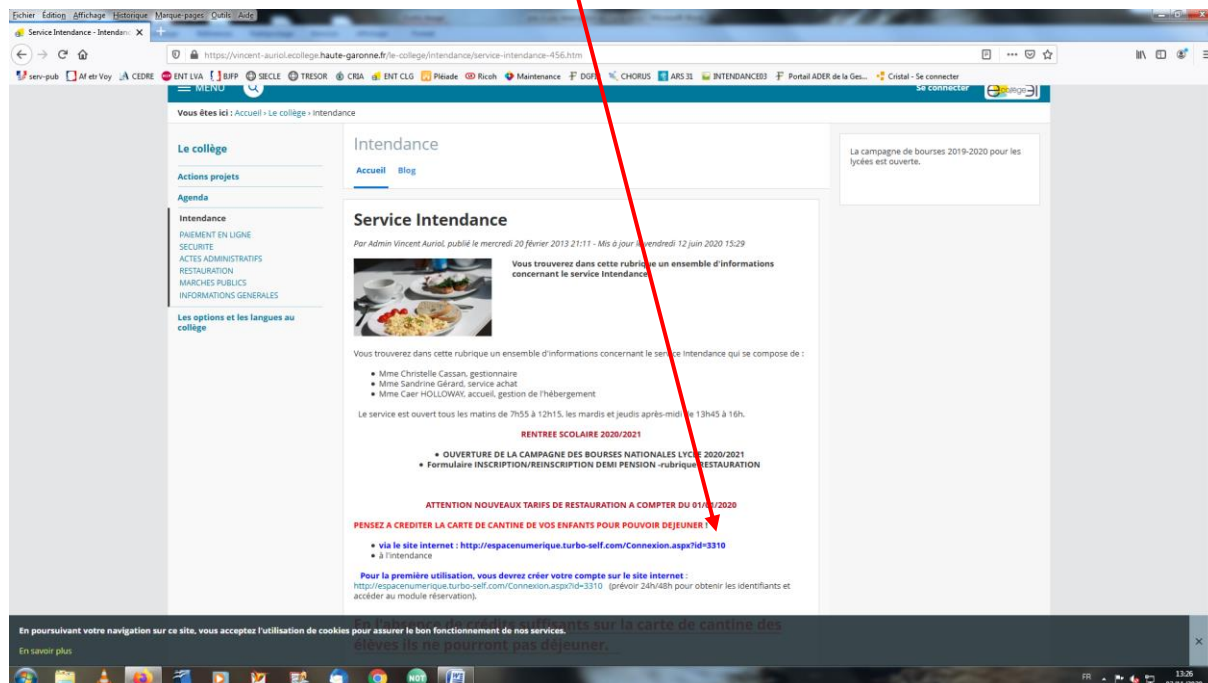 Fichier Edition Affichage Historique Marque-pages Outils Aide
Service Intendance - Intendanc
https://vincent-auriol.ecollege.haute-garonne.fr/le-college/intendance/service-intendance-456.htm
serv-pub Af etr Voy CEDRE ENT LVA BJFP SIECLE TRESOR CRIA ENT CLG Pléiade Ricoh Maintenance CHORUS ARS 31 INTENDANCE03 Portail ADER de la Ges... Cristal - Se connecter
MENU
Se connecter
Vous êtes ici : Accueil › Le collège › Intendance
Le collège
Actions projets
Agenda
Intendance
PAIEMENT EN LIGNE
SECURITE
ACTES ADMINISTRATIFS
RESTAURATION
MARCHES PUBLICS
INFORMATIONS GENERALES
Les options et les langues au
collège
Intendance
Accueil Blog
Service Intendance
Par Admin Vincent Auriol, publié le mercredi 20 février 2013 21:11 - Mis à jour le vendredi 12 juin 2020 15:29
Vous trouverez dans cette rubrique un ensemble d'informations
concernant le service Intendance
Vous trouverez dans cette rubrique un ensemble d'informations concernant le service Intendance qui se compose de :
• Mme Christelle Cassan, gestionnaire
• Mme Sandrine Gérard, service achat
• Mme Caer HOLLOWAY, accueil, gestion de l'hébergement
Le service est ouvert tous les matins de 7h55 à 12h15, les mardis et jeudis après-midi de 13h45 à 16h.
RENTREE SCOLAIRE 2020/2021
• OUVERTURE DE LA CAMPAGNE DES BOURSES NATIONALES LYCEE 2020/2021
• Formulaire INSCRIPTION/REINSCRIPTION DEMI PENSION -rubrique RESTAURATION
ATTENTION NOUVEAUX TARIFS DE RESTAURATION A COMPTER DU 01/01/2020
PENSEZ A CREDITER LA CARTE DE CANTINE DE VOS ENFANTS POUR POUVOIR DEJEUNER !
• via le site internet : http://espacenumerique.turbo-self.com/Connexion.aspx?id=3310
• à l'intendance
Pour la première utilisation, vous devrez créer votre compte sur le site internet :
http://espacenumerique.turbo-self.com/Connexion.aspx?id=3310 (prévoir 24h/48h pour obtenir les identifiants et
accéder au module réservation).
En l'absence de crédits suffisants sur la carte de cantine des
élèves ils ne pourront pas déjeuner.
La campagne de bourses 2019-2020 pour les
lycées est ouverte.
En poursuivant votre navigation sur ce site, vous acceptez l'utilisation de cookies pour assurer le bon fonctionnement de nos services.
En savoir plus
FR
13:26